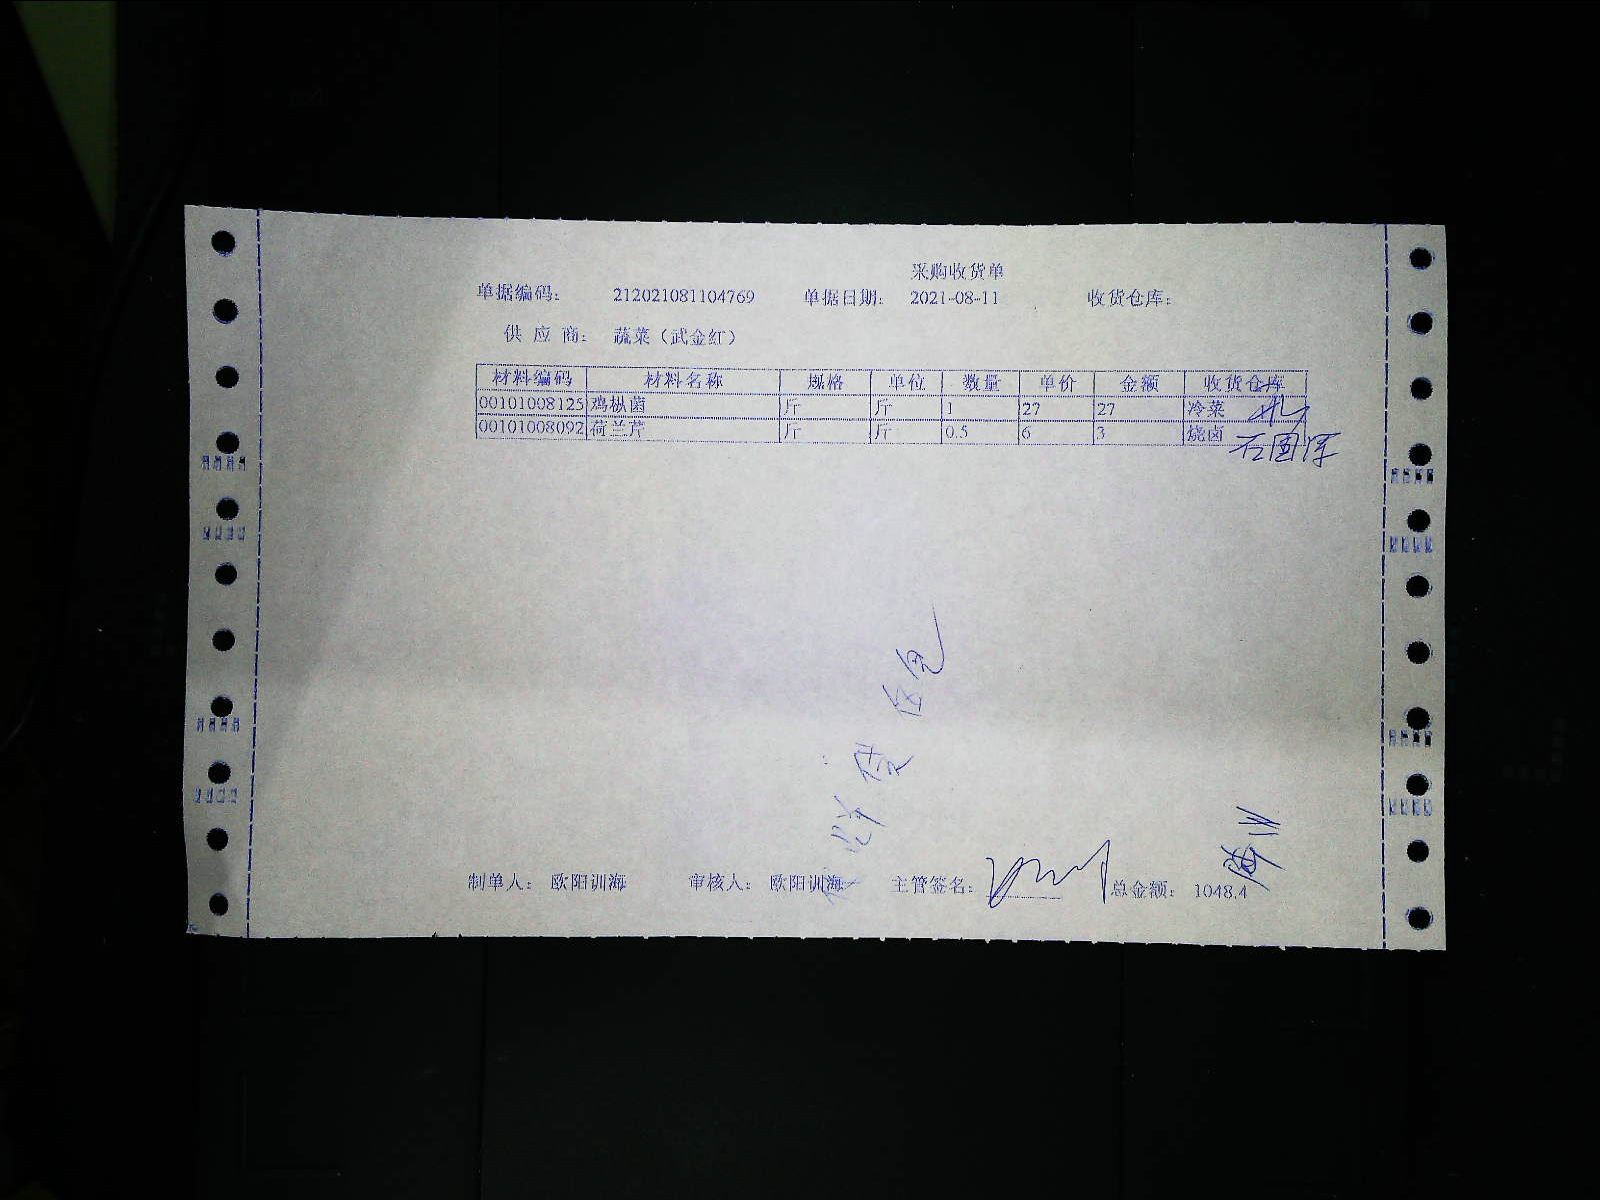 采购收货单
单据编码： 212021081104769 单据日期： 2021-08-11 收货仓库：
供 应 商： 蔬菜（武金红）
材料编码 材料名称 规格 单位 数量 单价 金额 收货仓库
00101008125 鸡枞菌 斤 斤 1 27 27 冷菜
00101008092 荷兰芹 斤 斤 0.5 6 3 烧卤
制单人： 欧阳训海 审核人： 欧阳训海 主管签名： 总金额： 1048.4